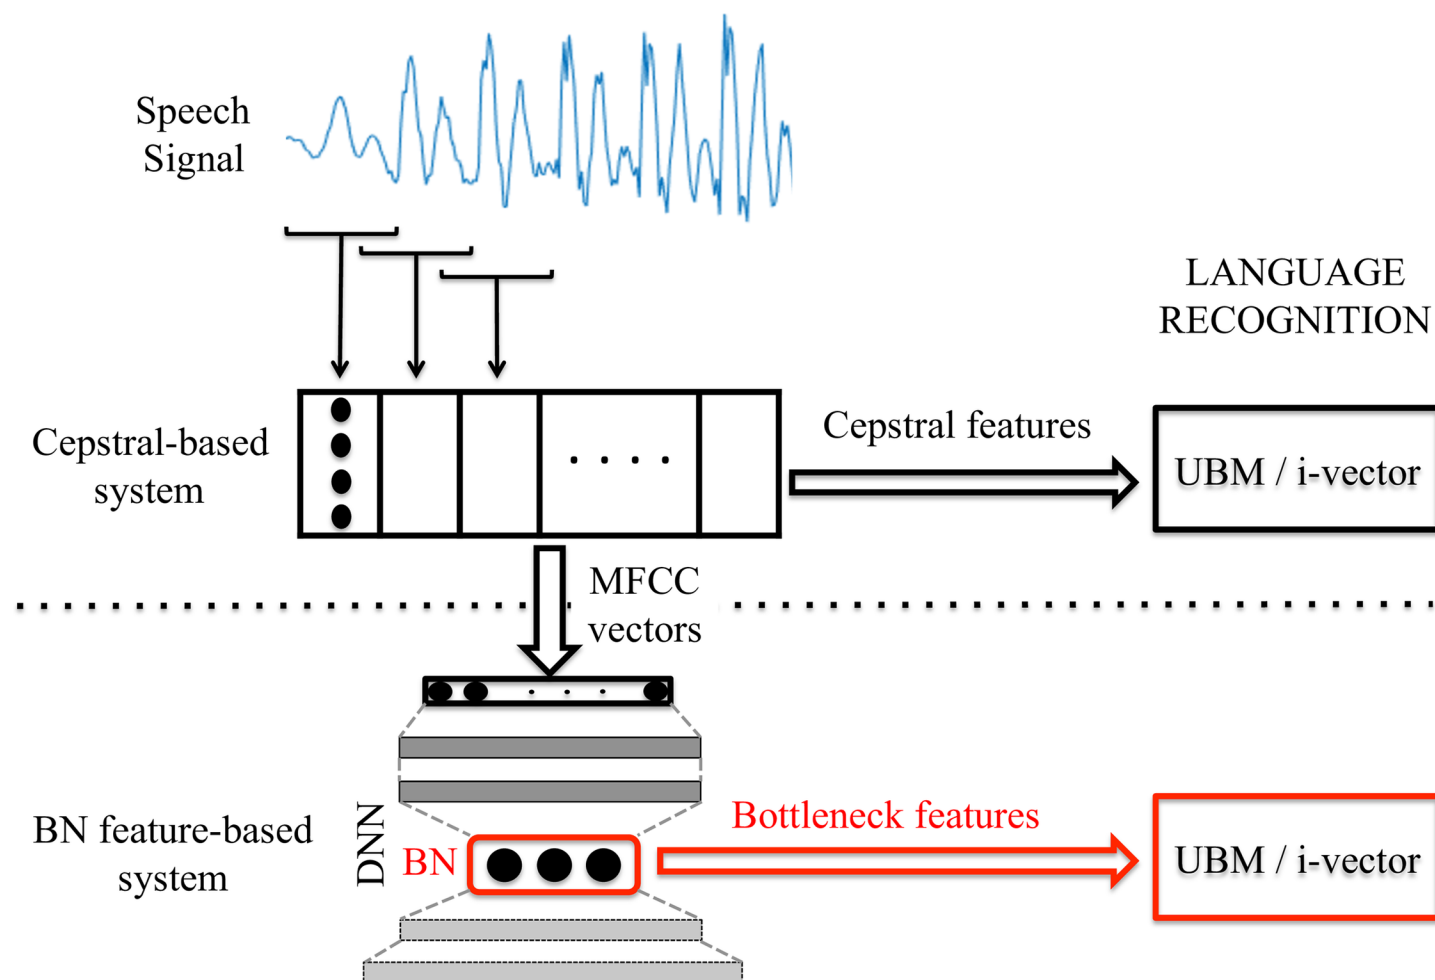 Speech
Signal
LANGUAGE
RECOGNITION
Cepstral-based
system
Cepstral features
UBM / i-vector
MFCC
vectors
BN feature-based
system
DNN
BN
Bottleneck features
UBM / i-vector